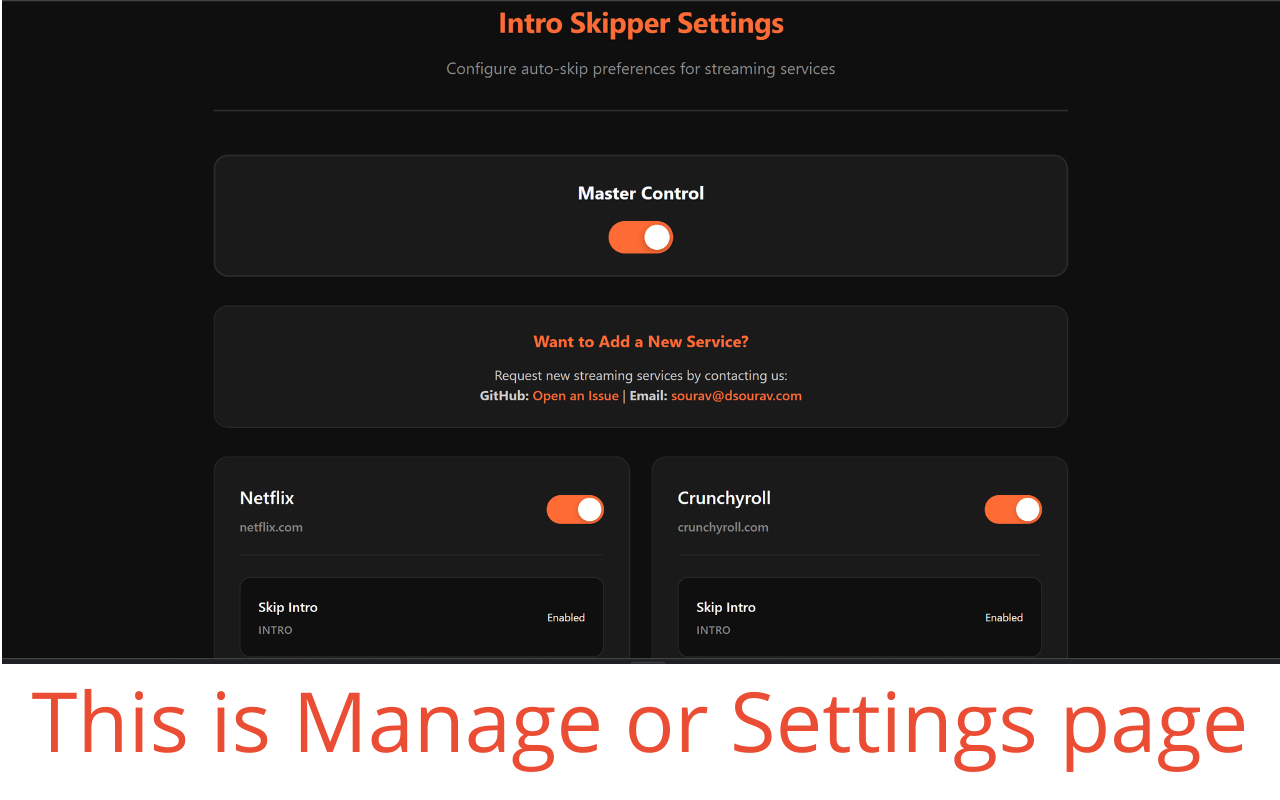 Intro Skipper Settings
Configure auto-skip preferences for streaming services
Master Control
Want to Add a New Service?
Request new streaming services by contacting us:
GitHub: Open an Issue | Email: sourav@dsourav.com
Netflix
netflix.com
Skip Intro
INTRO
Enabled
Crunchyroll
crunchyroll.com
Skip Intro
INTRO
Enabled
This is Manage or Settings page